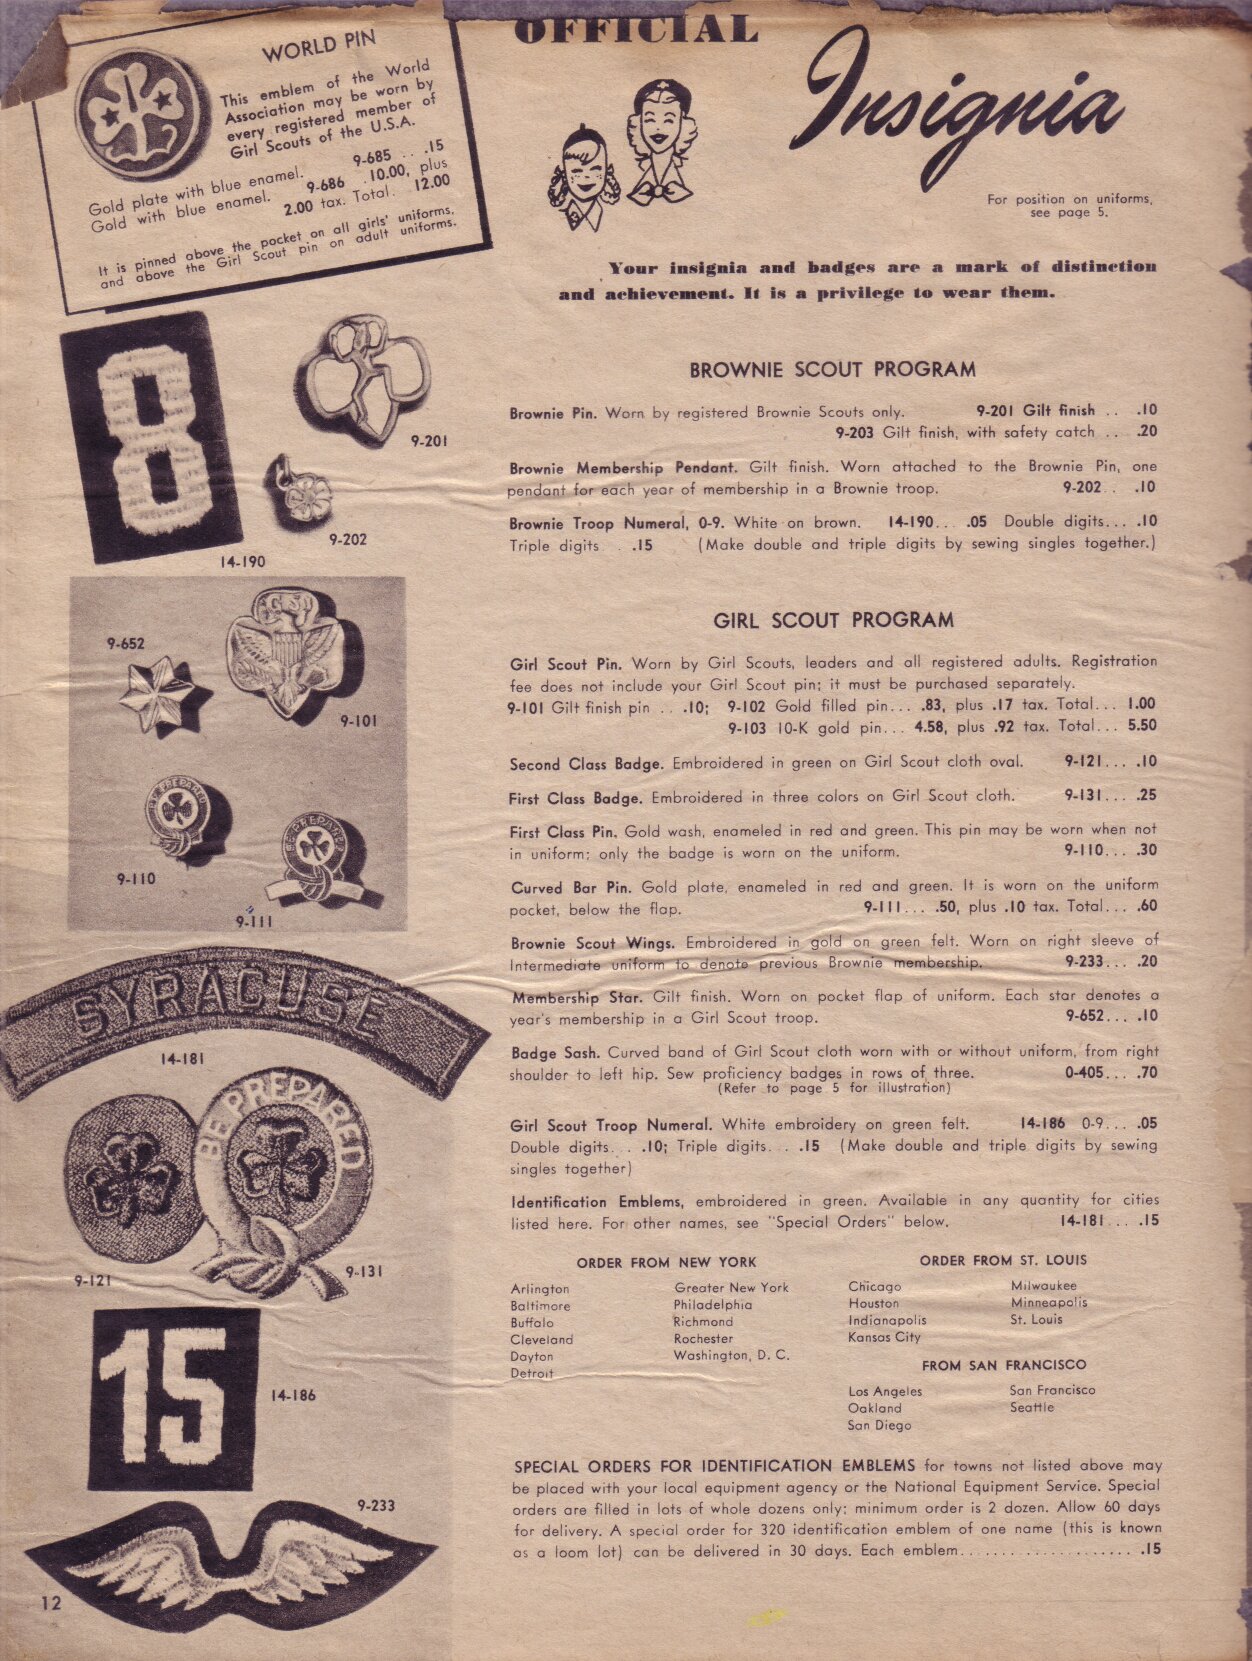 OFFICIAL
Insignia
WORLD PIN
This emblem of the World
Association may be worn by
every registered member of
Girl Scouts of the U.S.A.
Gold plate with blue enamel. 9-685 .. .15
Gold with blue enamel. 9-686 .10.00, plus
2.00 tax. Total. 12.00
It is pinned above the pocket on all girls' uniforms,
and above the Girl Scout pin on adult uniforms.
For position on uniforms,
see page 5.
Your insignia and badges are a mark of distinction
and achievement. It is a privilege to wear them.
8
9-201
9-202
14-190
9-652
GS
9-101
BE PREPARED
9-110
BE PREPARED
9-111
SYRACUSE
14-181
BE PREPARED
9-121
9-131
15
14-186
9-233
BROWNIE SCOUT PROGRAM
Brownie Pin. Worn by registered Brownie Scouts only. 9-201 Gilt finish .. .10
9-203 Gilt finish, with safety catch .. .20
Brownie Membership Pendant. Gilt finish. Worn attached to the Brownie Pin, one
pendant for each year of membership in a Brownie troop. 9-202.. .10
Brownie Troop Numeral, 0-9. White on brown. 14-190... .05 Double digits... .10
Triple digits. . .15 (Make double and triple digits by sewing singles together.)
GIRL SCOUT PROGRAM
Girl Scout Pin. Worn by Girl Scouts, leaders and all registered adults. Registration
fee does not include your Girl Scout pin; it must be purchased separately.
9-101 Gilt finish pin . .. .10; 9-102 Gold filled pin... .83, plus .17 tax. Total... 1.00
9-103 10-K gold pin... 4.58, plus .92 tax. Total... 5.50
Second Class Badge. Embroidered in green on Girl Scout cloth oval. 9-121... .10
First Class Badge. Embroidered in three colors on Girl Scout cloth. 9-131... .25
First Class Pin. Gold wash, enameled in red and green. This pin may be worn when not
in uniform; only the badge is worn on the uniform. 9-110... .30
Curved Bar Pin. Gold plate, enameled in red and green. It is worn on the uniform
pocket, below the flap. 9-111... .50, plus .10 tax. Total... .60
Brownie Scout Wings. Embroidered in gold on green felt. Worn on right sleeve of
Intermediate uniform to denote previous Brownie membership. 9-233... .20
Membership Star. Gilt finish. Worn on pocket flap of uniform. Each star denotes a
year's membership in a Girl Scout troop. 9-652... .10
Badge Sash. Curved band of Girl Scout cloth worn with or without uniform, from right
shoulder to left hip. Sew proficiency badges in rows of three. 0-405... .70
(Refer to page 5 for illustration)
Girl Scout Troop Numeral. White embroidery on green felt. 14-186 0-9... .05
Double digits... .10; Triple digits... .15 (Make double and triple digits by sewing
singles together)
Identification Emblems, embroidered in green. Available in any quantity for cities
listed here. For other names, see "Special Orders" below. 14-181... .15
ORDER FROM NEW YORK
Arlington Greater New York
Baltimore Philadelphia
Buffalo Richmond
Cleveland Rochester
Dayton Washington, D. C.
Detroit
ORDER FROM ST. LOUIS
Chicago Milwaukee
Houston Minneapolis
Indianapolis St. Louis
Kansas City
FROM SAN FRANCISCO
Los Angeles San Francisco
Oakland Seattle
San Diego
SPECIAL ORDERS FOR IDENTIFICATION EMBLEMS for towns not listed above may
be placed with your local equipment agency or the National Equipment Service. Special
orders are filled in lots of whole dozens only; minimum order is 2 dozen. Allow 60 days
for delivery. A special order for 320 identification emblem of one name (this is known
as a loom lot) can be delivered in 30 days. Each emblem..................... .15
12